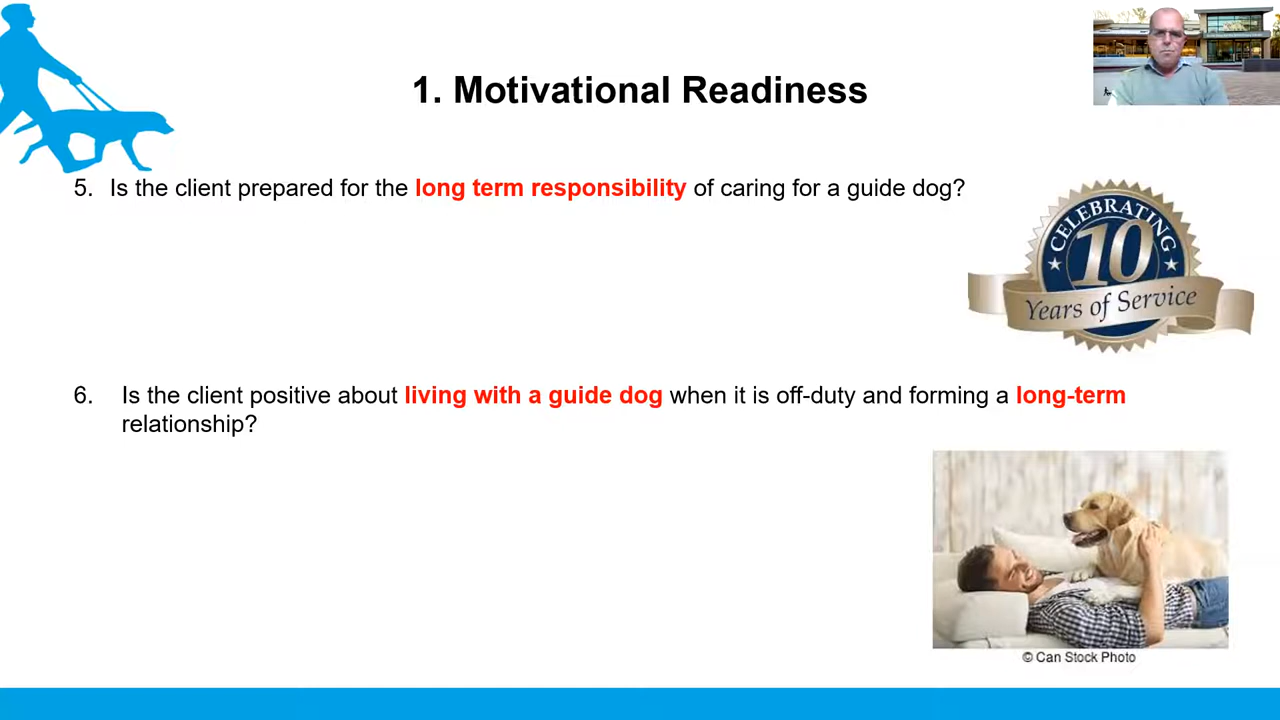 1. Motivational Readiness
5. Is the client prepared for the long term responsibility of caring for a guide dog?
CELEBRATING
10
Years of Service
6. Is the client positive about living with a guide dog when it is off-duty and forming a long-term
relationship?
© Can Stock Photo